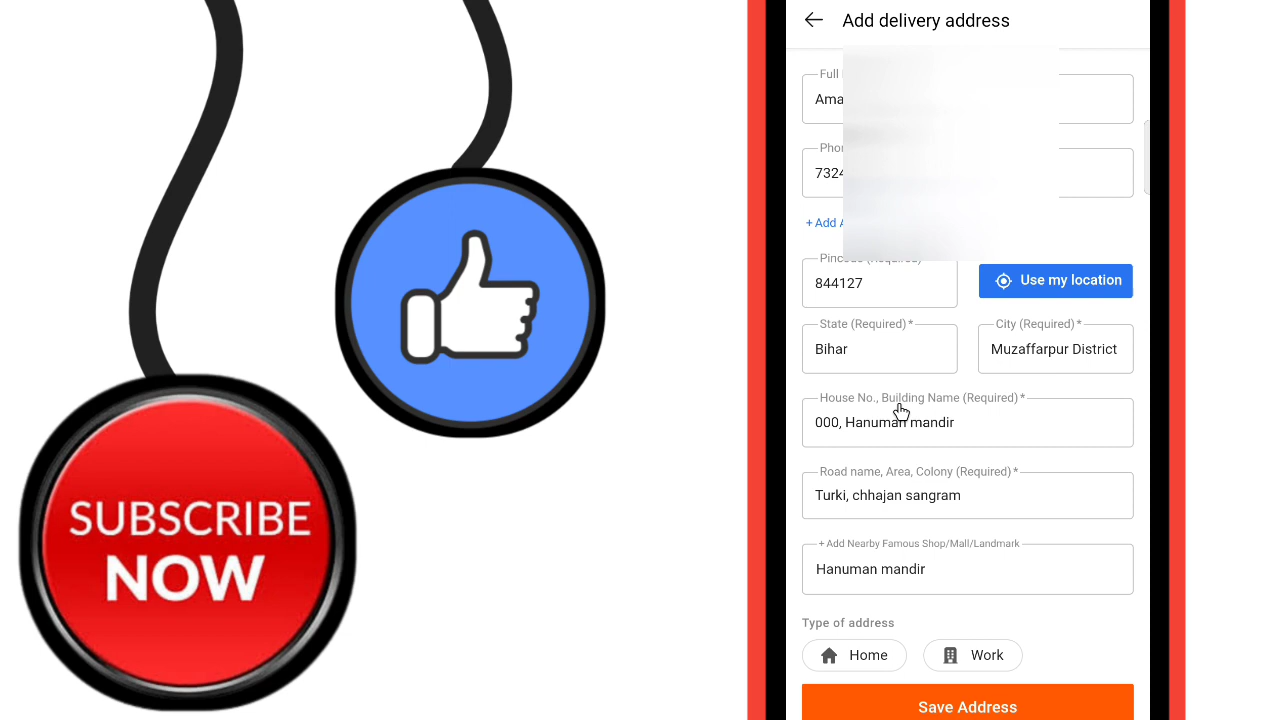 SUBSCRIBE
NOW
Add delivery address
Full
Ama
Phon
7324
+ Add A
Pincode (Required)
844127
Use my location
State (Required) *
Bihar
City (Required) *
Muzaffarpur District
House No., Building Name (Required) *
000, Hanuman mandir
Road name, Area, Colony (Required) *
Turki, chhajan sangram
+ Add Nearby Famous Shop/Mall/Landmark
Hanuman mandir
Type of address
Home
Work
Save Address